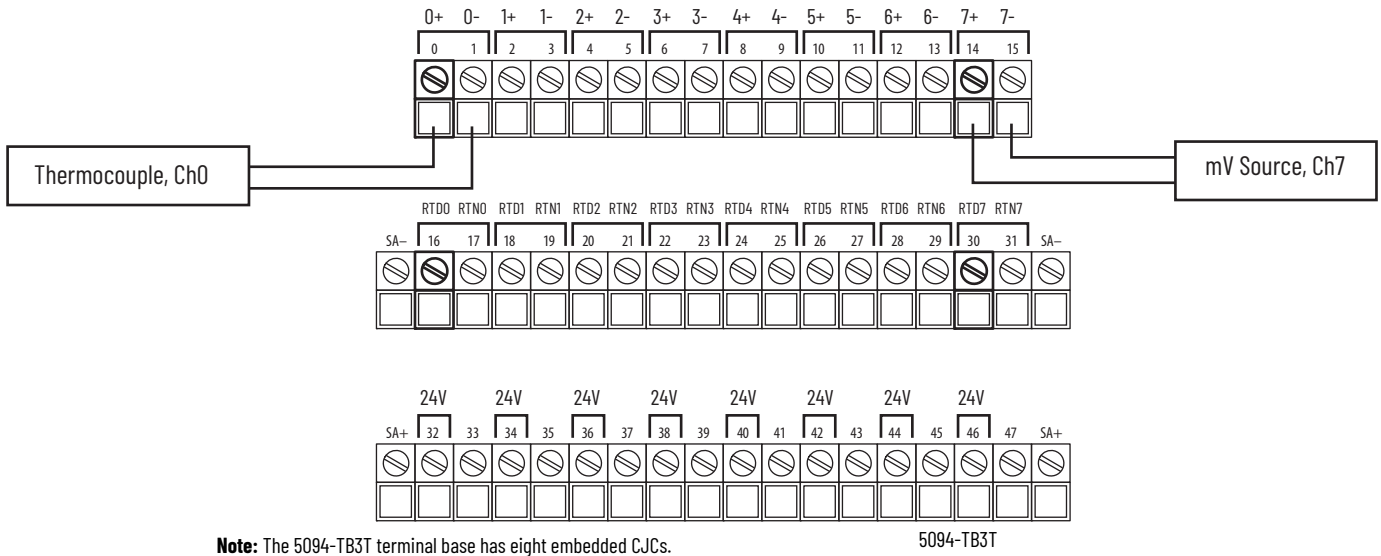 0+ 0- 1+ 1- 2+ 2- 3+ 3- 4+ 4- 5+ 5- 6+ 6- 7+ 7-
0 1 2 3 4 5 6 7 8 9 10 11 12 13 14 15
Thermocouple, Ch0
mV Source, Ch7
RTD0 RTN0 RTD1 RTN1 RTD2 RTN2 RTD3 RTN3 RTD4 RTN4 RTD5 RTN5 RTD6 RTN6 RTD7 RTN7
SA– 16 17 18 19 20 21 22 23 24 25 26 27 28 29 30 31 SA–
24V 24V 24V 24V 24V 24V 24V 24V
SA+ 32 33 34 35 36 37 38 39 40 41 42 43 44 45 46 47 SA+
Note: The 5094-TB3T terminal base has eight embedded CJCs.
5094-TB3T